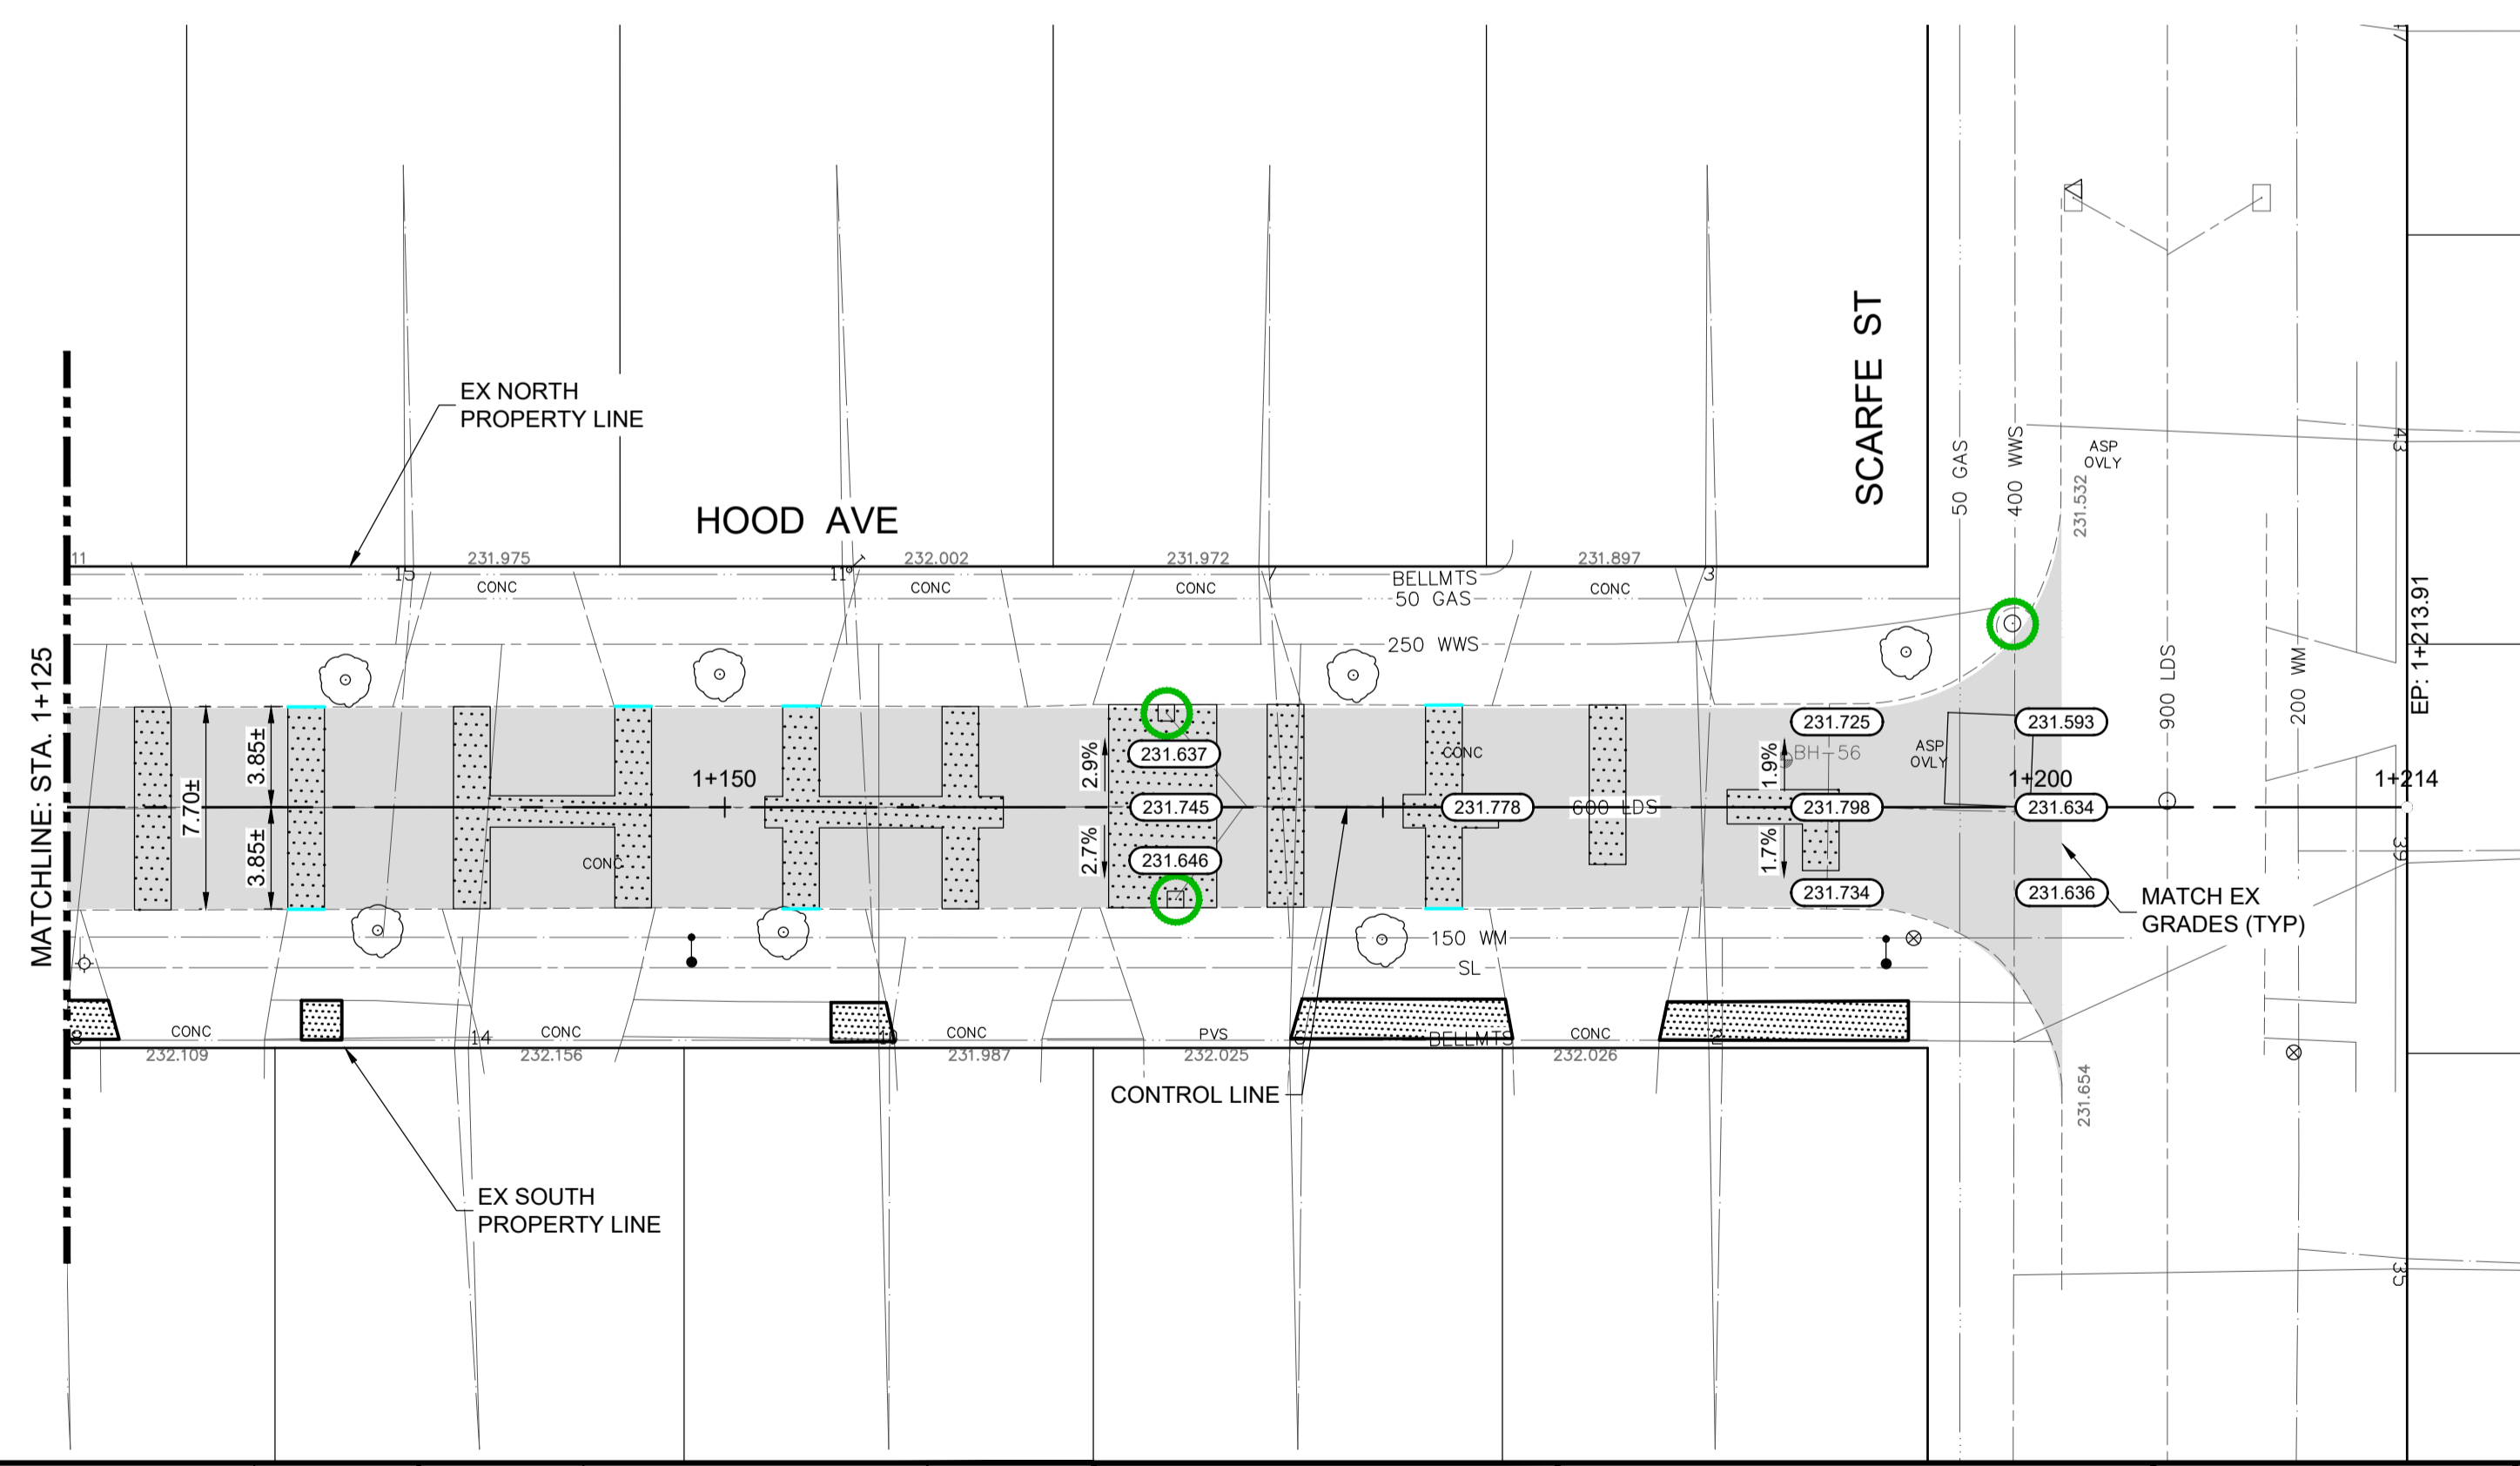 EX NORTH
PROPERTY LINE
HOOD AVE
SCARFE ST
50 GAS
400 WWS
ASP
OVLY
231.532
43
11
231.975
232.002
231.972
231.897
15
11
7
3
CONC
CONC
CONC
CONC
BELLMTS
50 GAS
250 WWS
MATCHLINE: STA. 1+125
EP: 1+213.91
900 LDS
200 WM
3.85±
7.70±
3.85±
1+150
2.9%
2.7%
231.637
231.745
231.646
CONC
CONC
231.778
600 LDS
1.9%
1.7%
BH-56
231.725
231.798
231.734
ASP
OVLY
1+200
231.593
231.634
231.636
1+214
39
MATCH EX
GRADES (TYP)
150 WM
SL
8
CONC
14
CONC
10
CONC
PVS
6
BELLMTS
CONC
2
232.109
232.156
231.987
232.025
232.026
CONTROL LINE
231.654
EX SOUTH
PROPERTY LINE
35